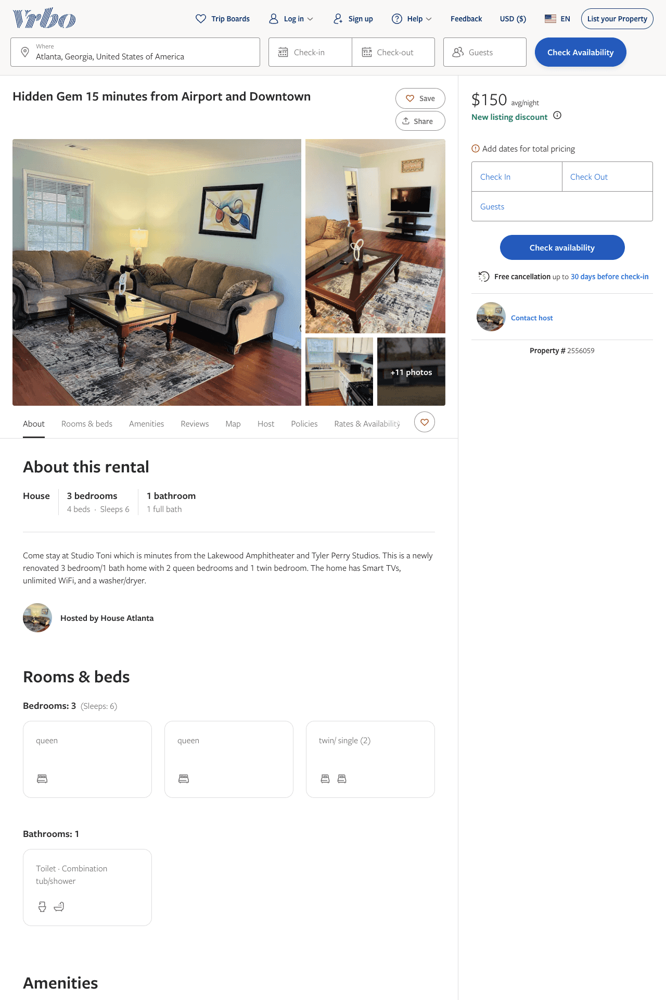 Vrbo
Trip Boards
Log in
Sign up
Help
Feedback
USD ($)
EN
List your Property
Where
Atlanta, Georgia, United States of America
Check-in
Check-out
Guests
Check Availability
Hidden Gem 15 minutes from Airport and Downtown
Save
Share
+11 photos
$150 avg/night
New listing discount
Add dates for total pricing
Check In
Check Out
Guests
Check availability
Free cancellation up to 30 days before check-in
Contact host
Property # 2556059
About
Rooms & beds
Amenities
Reviews
Map
Host
Policies
Rates & Availability
About this rental
House
3 bedrooms
4 beds · Sleeps 6
1 bathroom
1 full bath
Come stay at Studio Toni which is minutes from the Lakewood Amphitheater and Tyler Perry Studios. This is a newly
renovated 3 bedroom/1 bath home with 2 queen bedrooms and 1 twin bedroom. The home has Smart TVs,
unlimited WiFi, and a washer/dryer.
Hosted by House Atlanta
Rooms & beds
Bedrooms: 3 (Sleeps: 6)
queen
queen
twin/ single (2)
Bathrooms: 1
Toilet · Combination
tub/shower
Amenities